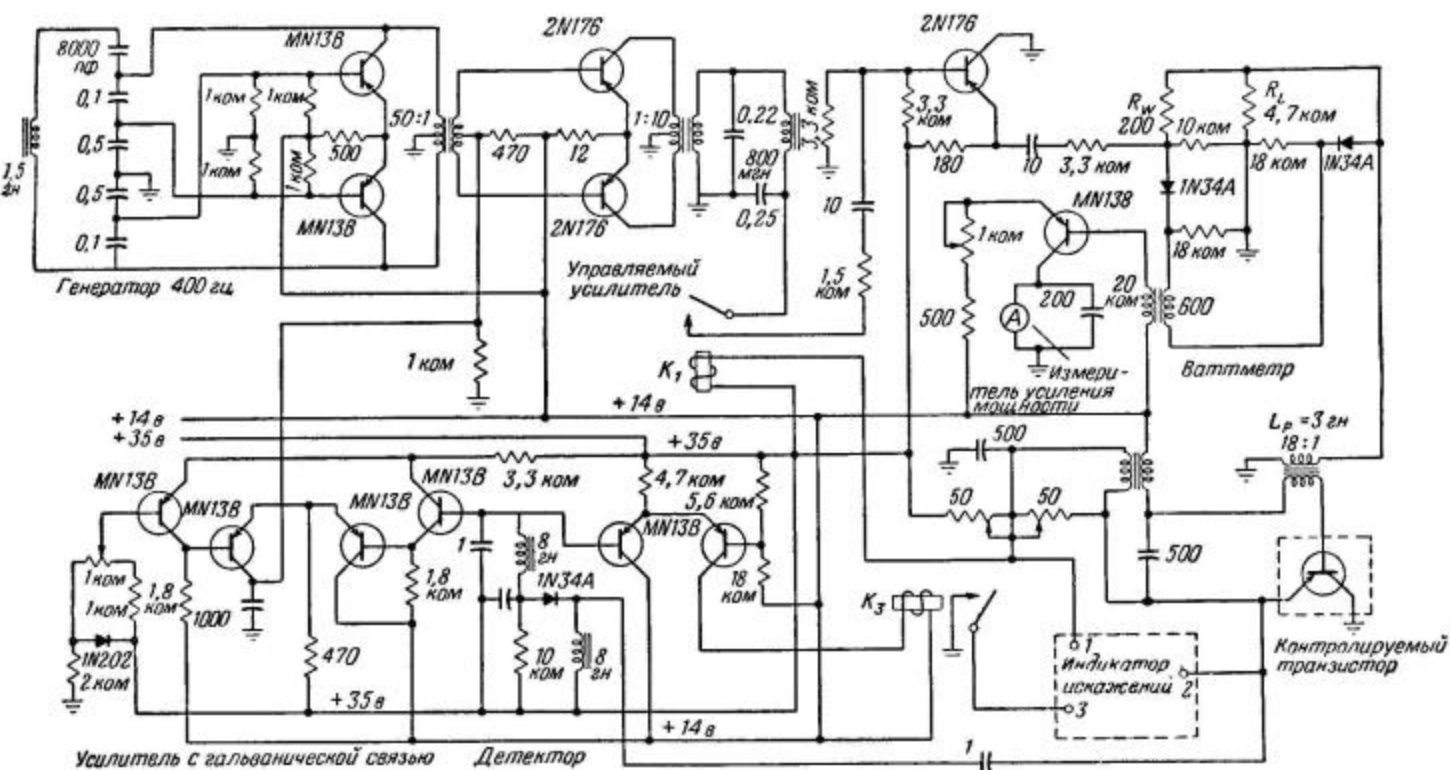 8000
пф
0,1
0,5
0,5
0,1
1,5
гн
Генератор 400 гц
MN13B
1ком
1ком
1ком
1ком
500
MN13B
50:1
2N176
470
12
2N176
1:10
0.22
800
мгн
0,25
3,3 ком
2N176
3,3
ком
180
10
3,3 ком
10
1,5
ком
Управляемый
усилитель
R_W
200
10 ком
R_L
4,7 ком
18 ком
1N34A
1N34A
18 ком
MN138
1 ком
500
A
200
20
ком
600
Измери-
тель усиления
мощности
Ваттметр
1 ком
K₁
+14 в
+14 в
+35 в
+35 в
3,3 ком
4,7 ком
5,6 ком
MN13B
MN13B
MN13B
MN13B
MN13B
1ком
1ком
1,8
ком
1000
1N202
2 ком
470
1,8
ком
1
8
гн
1N34A
10
ком
8
гн
18
ком
K₃
500
50
50
500
L_р =3 гн
18:1
1
Индикатор
искажений
2
3
Контролируемый
транзистор
+35 в
+14 в
1
Усилитель с гальванической связью
Детектор